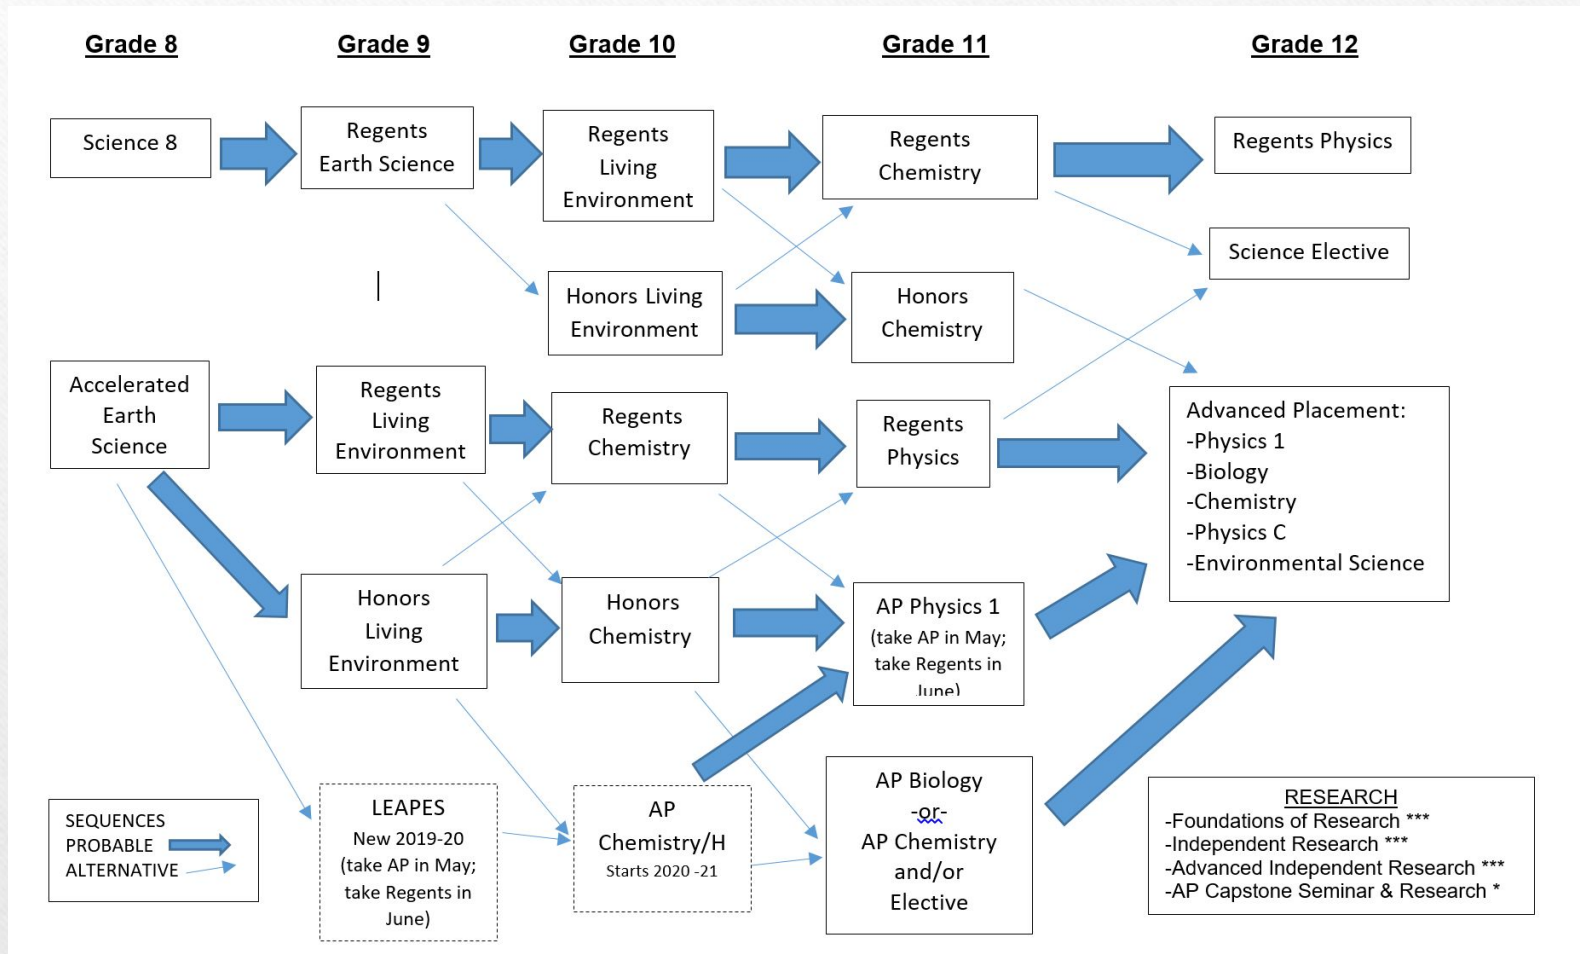 Grade 8
Grade 9
Grade 10
Grade 11
Grade 12
Science 8
Regents
Earth Science
Regents
Living
Environment
Regents
Chemistry
Regents Physics
Science Elective
Honors Living
Environment
Honors
Chemistry
Accelerated
Earth
Science
Regents
Living
Environment
Regents
Chemistry
Regents
Physics
Advanced Placement:
-Physics 1
-Biology
-Chemistry
-Physics C
-Environmental Science
Honors
Living
Environment
Honors
Chemistry
AP Physics 1
(take AP in May;
take Regents in
June)
LEAPES
New 2019-20
(take AP in May;
take Regents in
June)
AP
Chemistry/H
Starts 2020 -21
AP Biology
-or-
AP Chemistry
and/or
Elective
SEQUENCES
PROBABLE
ALTERNATIVE
RESEARCH
-Foundations of Research ***
-Independent Research ***
-Advanced Independent Research ***
-AP Capstone Seminar & Research *